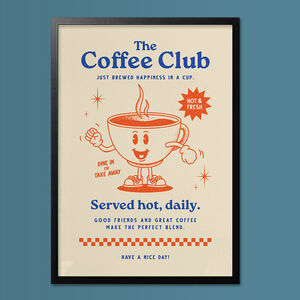 The
Coffee Club
JUST BREWED HAPPINESS IN A CUP.
HOT &
FRESH
DINE IN
OR
TAKE AWAY
Served hot, daily.
GOOD FRIENDS AND GREAT COFFEE
MAKE THE PERFECT BLEND.
HAVE A NICE DAY!